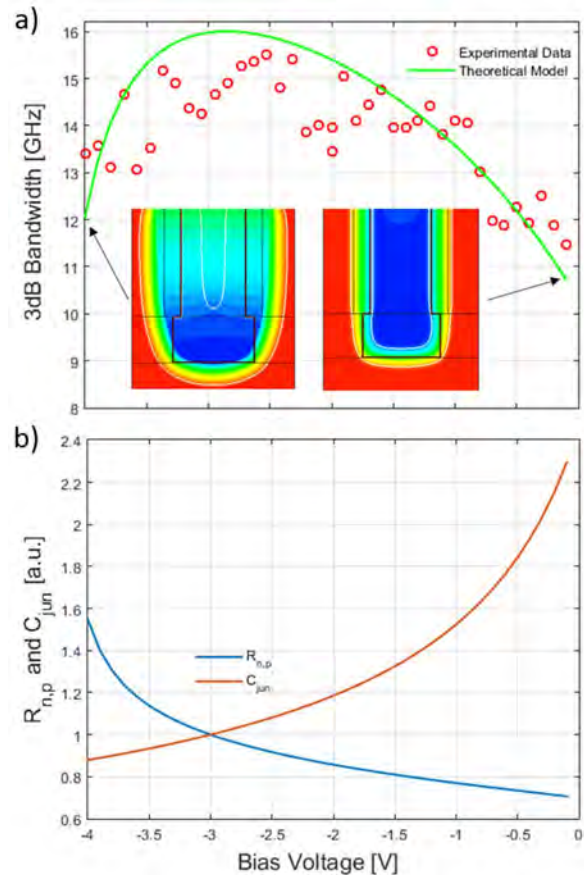 a)
16
15
14
13
12
11
10
9
8
3dB Bandwidth [GHz]
Experimental Data
Theoretical Model
b)
2.4
2.2
2
1.8
1.6
1.4
1.2
1
0.8
0.6
R_n,p and C_jun [a.u.]
R_n,p
C_jun
-4 -3.5 -3 -2.5 -2 -1.5 -1 -0.5 0
Bias Voltage [V]